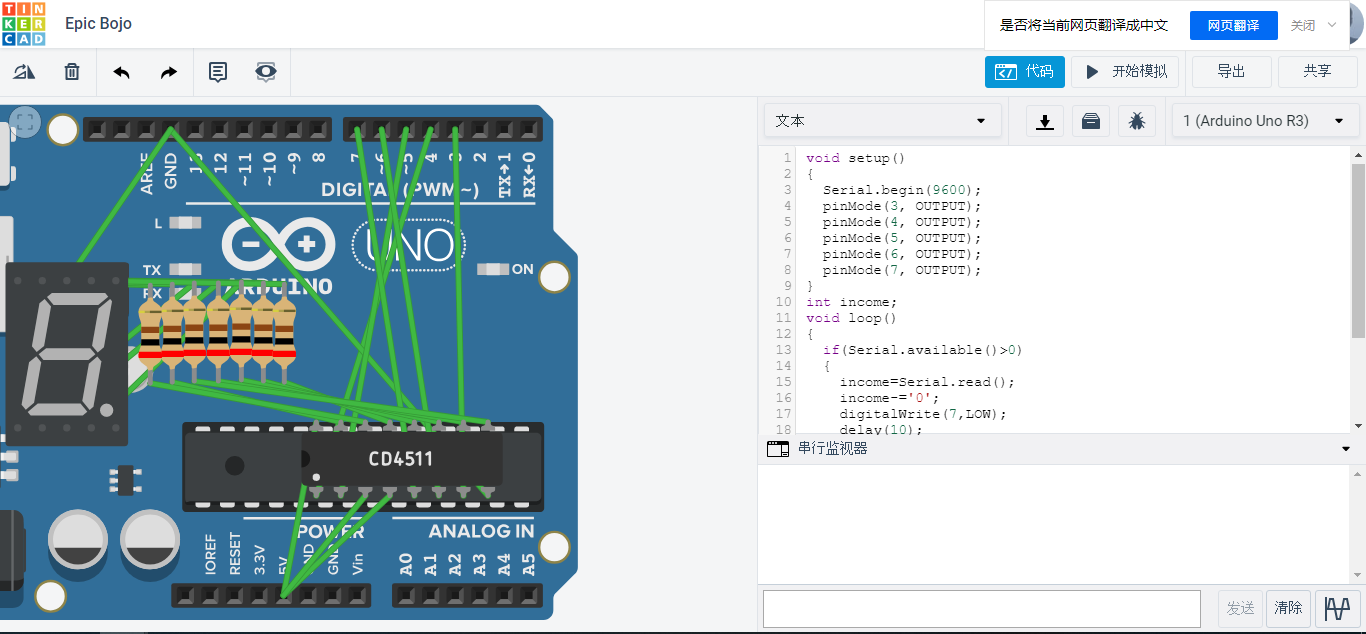 TIN
KER
CAD
Epic Bojo
是否将当前网页翻译成中文
网页翻译
关闭
代码
开始模拟
导出
共享
文本
1 (Arduino Uno R3)
AREF
GND
13
12
~11
~10
~9
8
7
~6
~5
4
2
TX→1
RX←0
DIGITAL (PWM~)
L
TX
RX
UNO
ARDUINO
ON
CD4511
POWER
ANALOG IN
IOREF
RESET
3.3V
5V
GND
GND
Vin
A0
A1
A2
A3
A4
A5
1 void setup()
2 {
3 Serial.begin(9600);
4 pinMode(3, OUTPUT);
5 pinMode(4, OUTPUT);
6 pinMode(5, OUTPUT);
7 pinMode(6, OUTPUT);
8 pinMode(7, OUTPUT);
9 }
10 int income;
11 void loop()
12 {
13 if(Serial.available()>0)
14 {
15 income=Serial.read();
16 income-='0';
17 digitalWrite(7,LOW);
18 delay(10);
串行监视器
发送
清除